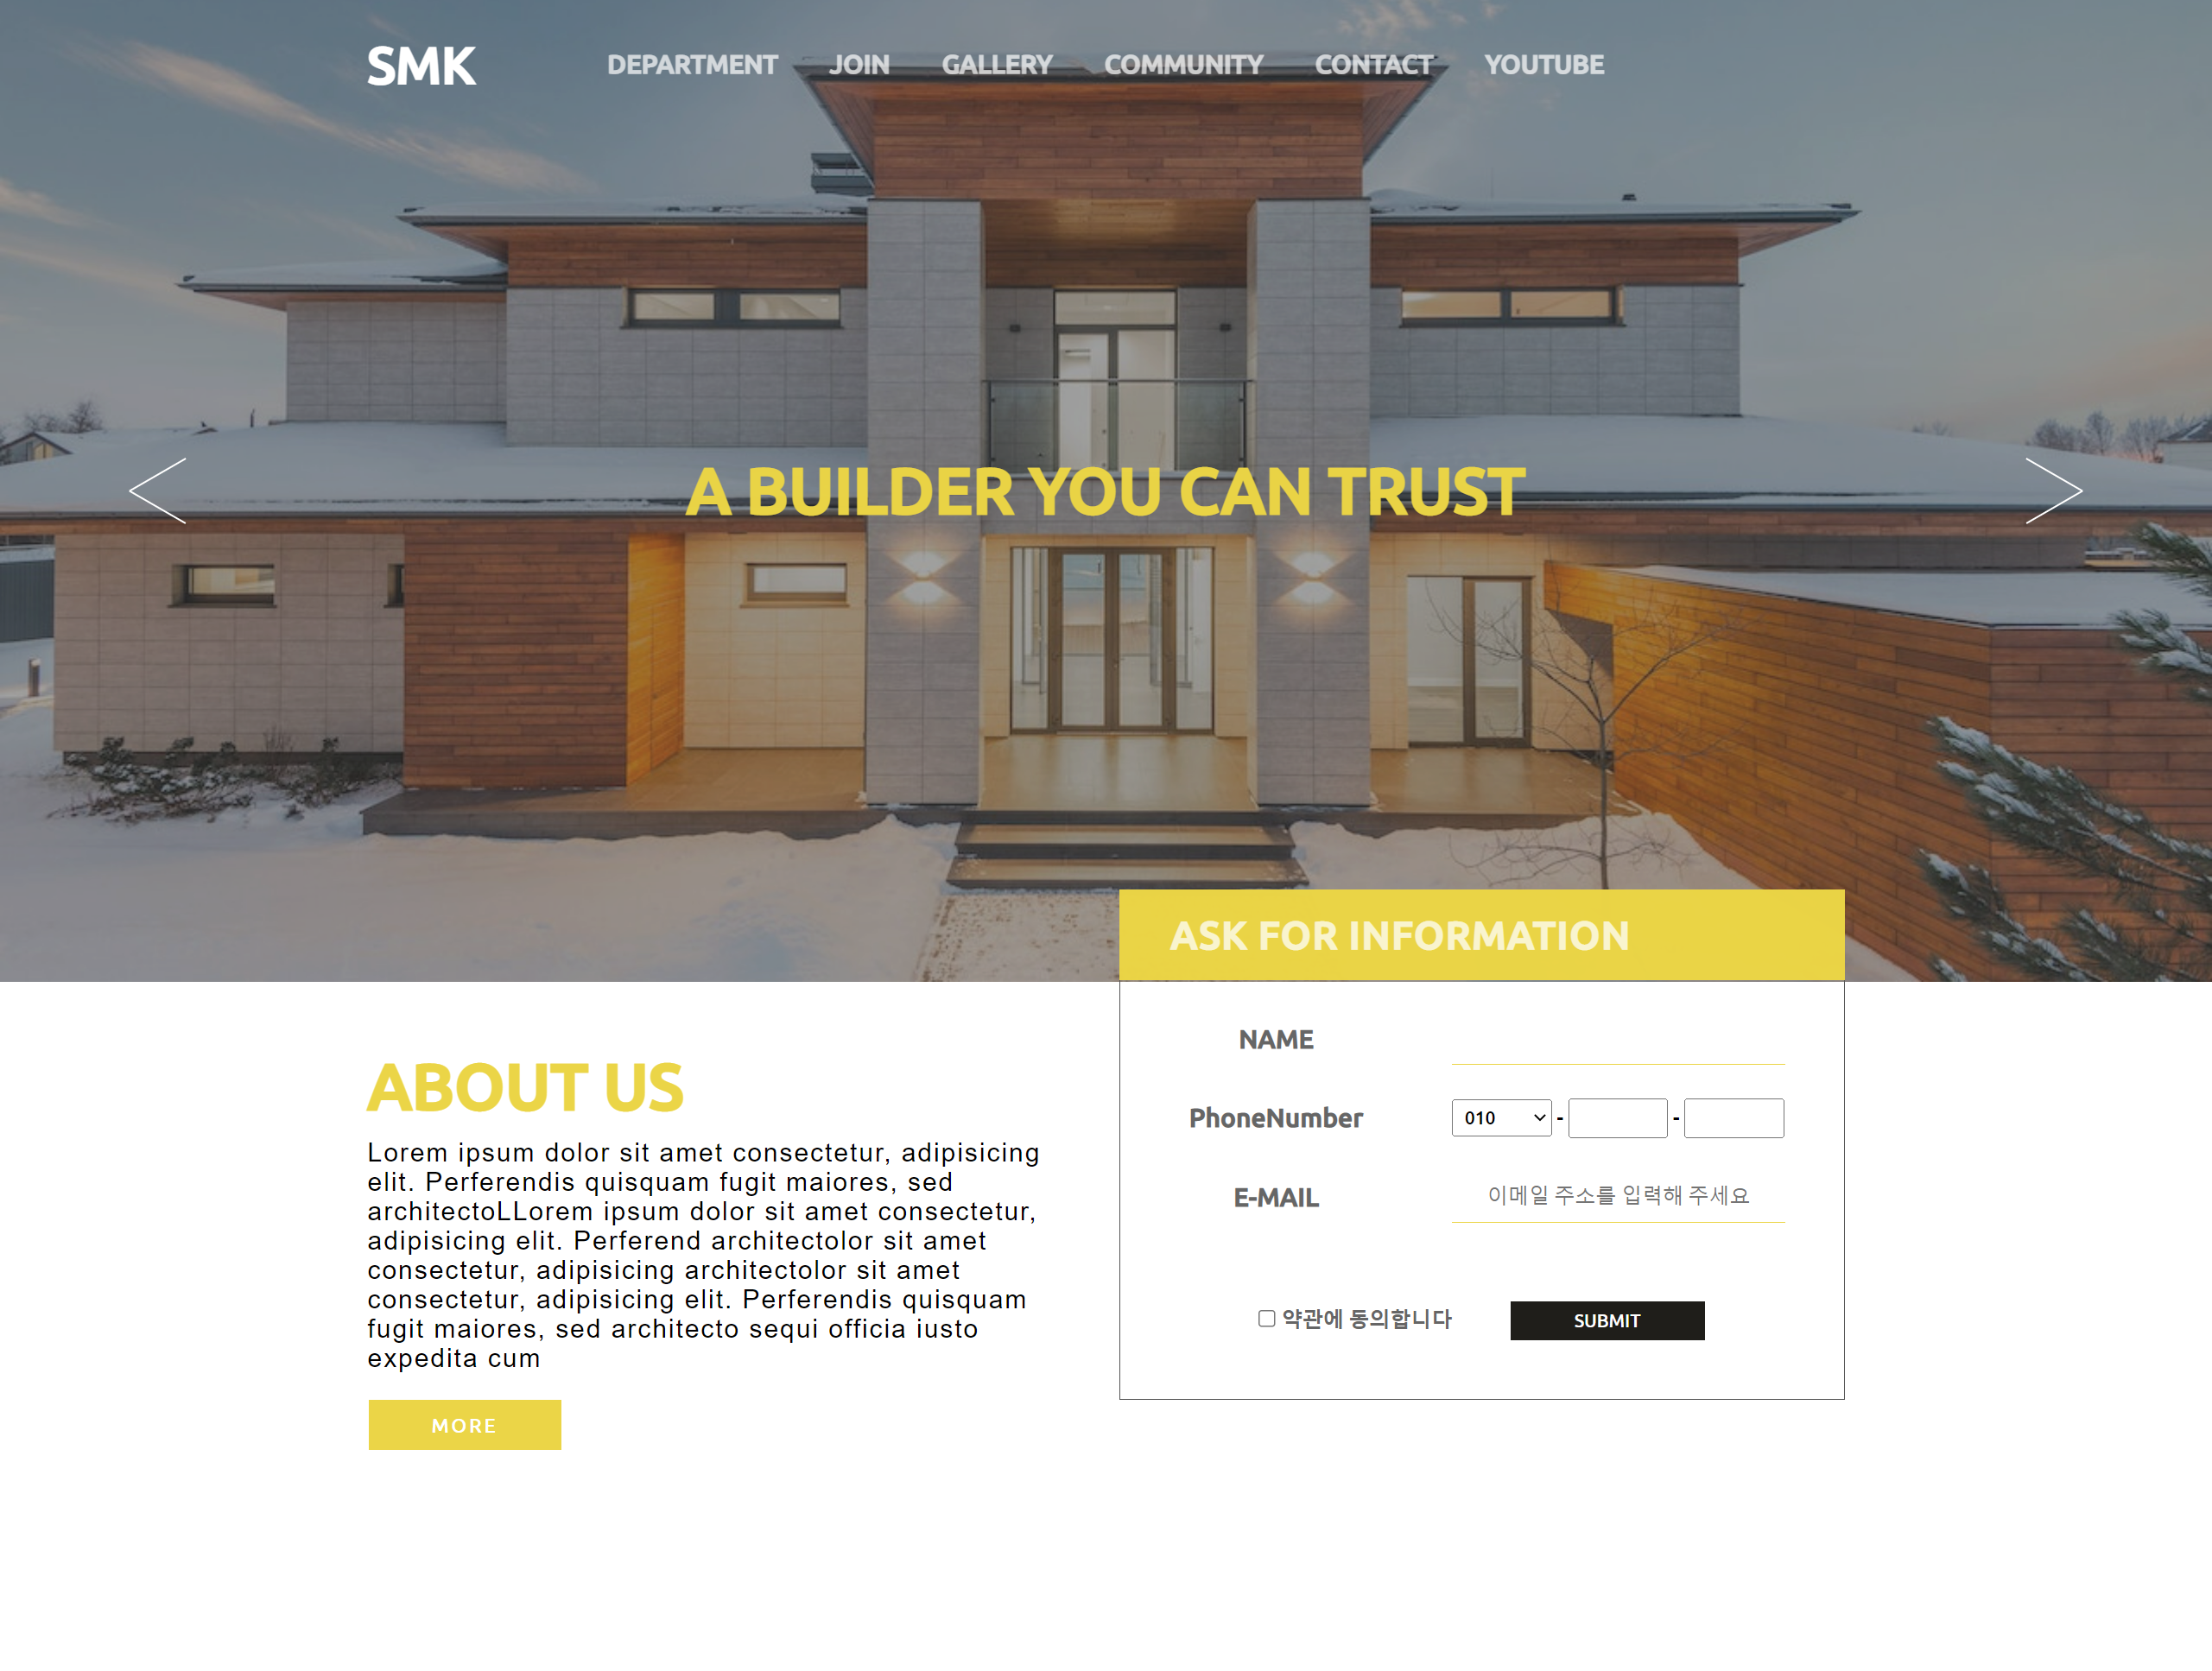 SMK
DEPARTMENT JOIN GALLERY COMMUNITY CONTACT YOUTUBE
A BUILDER YOU CAN TRUST
ASK FOR INFORMATION
NAME
PhoneNumber 010 - -
E-MAIL 이메일 주소를 입력해 주세요
약관에 동의합니다 SUBMIT
ABOUT US
Lorem ipsum dolor sit amet consectetur, adipisicing
elit. Perferendis quisquam fugit maiores, sed
architectoLLorem ipsum dolor sit amet consectetur,
adipisicing elit. Perferend architectolor sit amet
consectetur, adipisicing architectolor sit amet
consectetur, adipisicing elit. Perferendis quisquam
fugit maiores, sed architecto sequi officia iusto
expedita cum
MORE